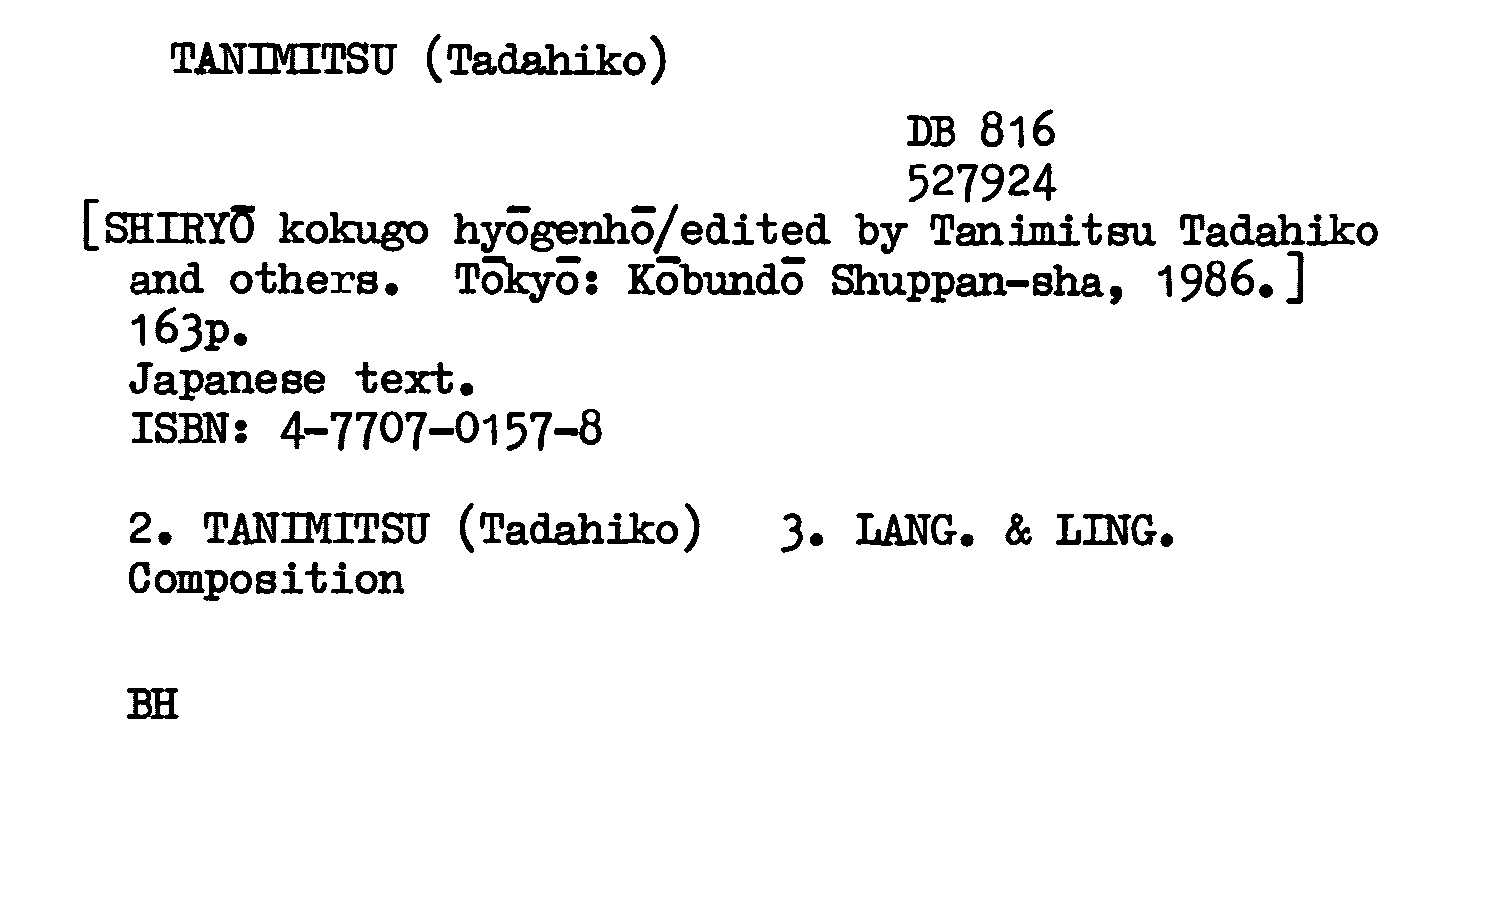 TANIMITSU (Tadahiko)
DB 816
527924
[SHIRYŌ kokugo hyōgenhō/edited by Tanimitsu Tadahiko
and others. Tōkyō: Kōbundō Shuppan-sha, 1986.]
163p.
Japanese text.
ISBN: 4-7707-0157-8
2. TANIMITSU (Tadahiko) 3. LANG. & LING.
Composition
BH